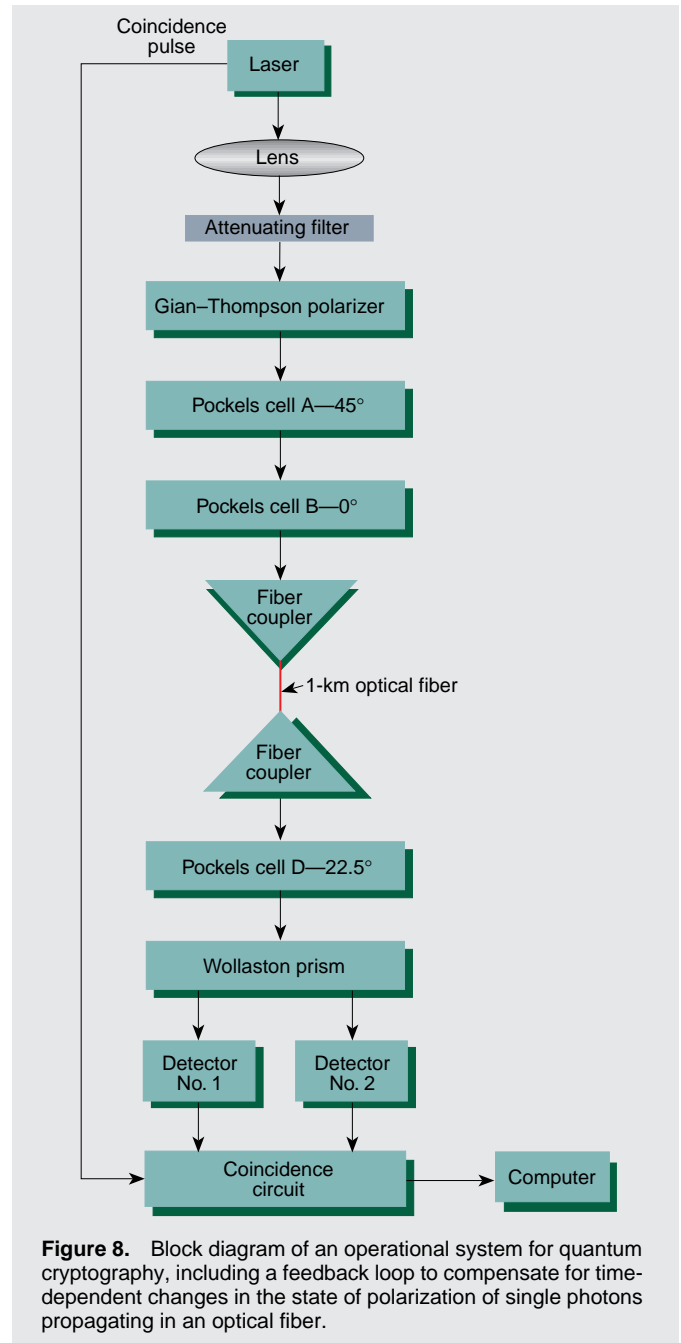 Coincidence
pulse
Laser
Lens
Attenuating filter
Gian–Thompson polarizer
Pockels cell A—45°
Pockels cell B—0°
Fiber
coupler
1-km optical fiber
Fiber
coupler
Pockels cell D—22.5°
Wollaston prism
Detector
No. 1
Detector
No. 2
Coincidence
circuit
Computer
Figure 8. Block diagram of an operational system for quantum
cryptography, including a feedback loop to compensate for time-
dependent changes in the state of polarization of single photons
propagating in an optical fiber.